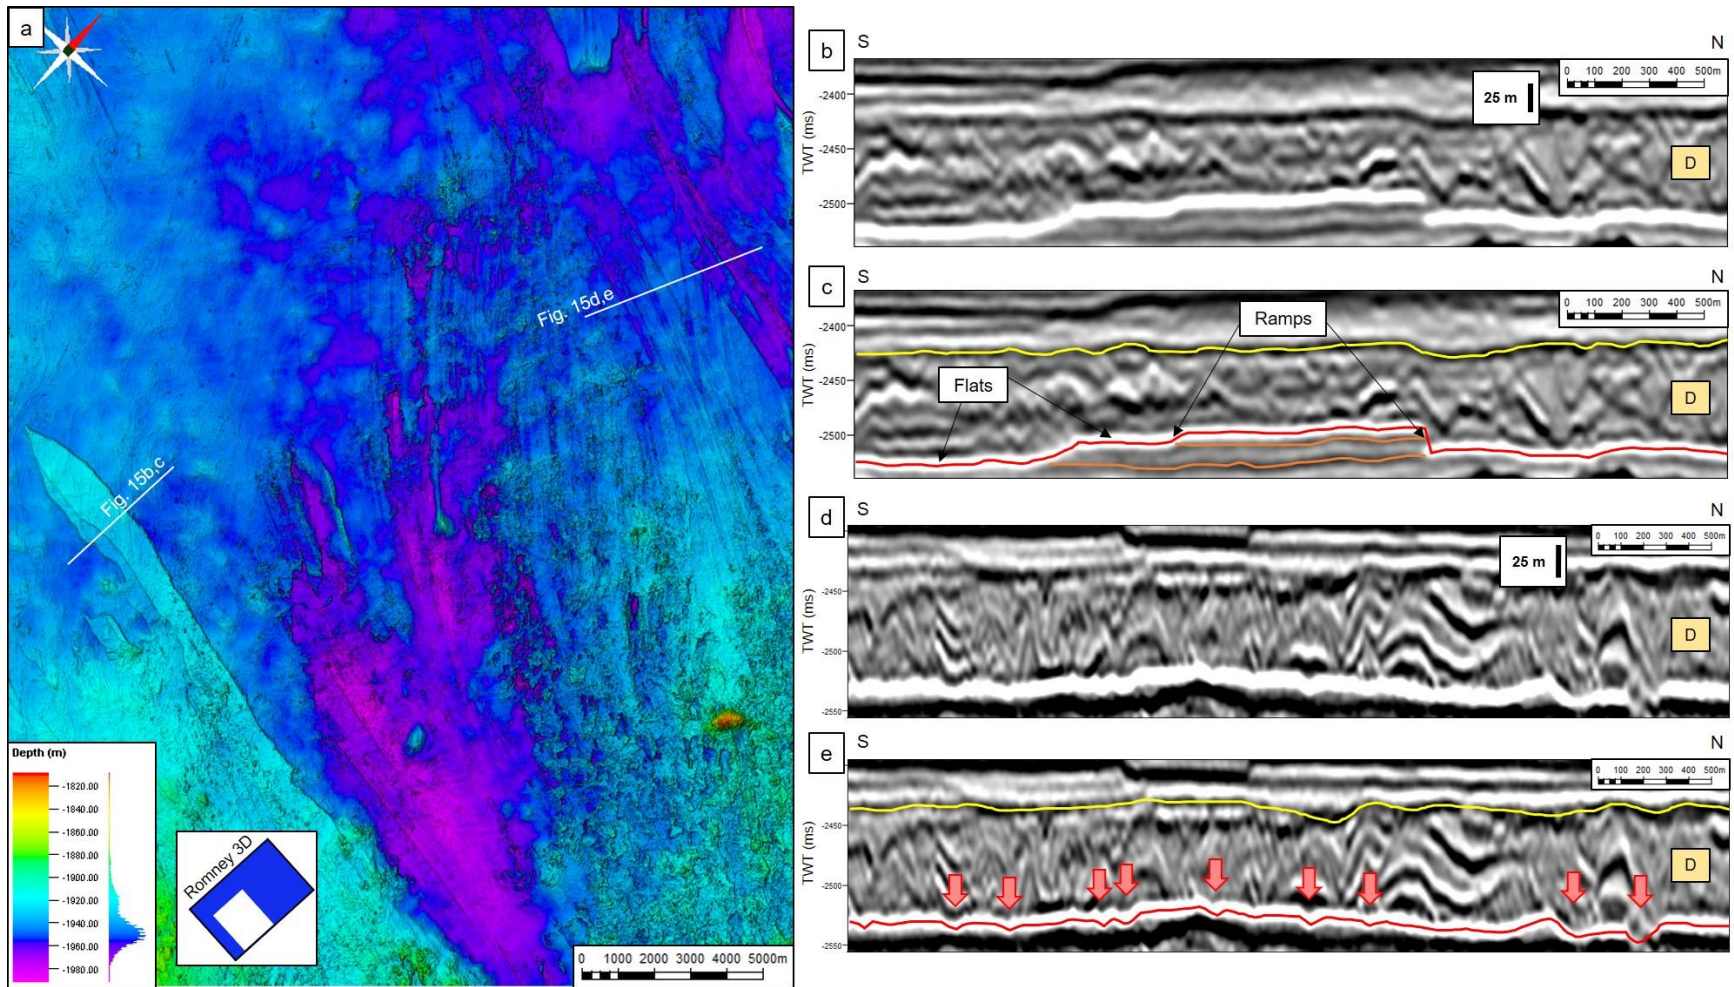 a
Fig. 15d,e
Fig. 15b,c
Depth (m)
-1820.00
-1840.00
-1860.00
-1880.00
-1900.00
-1920.00
-1940.00
-1960.00
-1980.00
Romney 3D
0 1000 2000 3000 4000 5000m
b
S
N
0 100 200 300 400 500m
25 m
TWT (ms)
-2400
-2450
-2500
D
c
S
N
0 100 200 300 400 500m
Ramps
Flats
TWT (ms)
-2400
-2450
-2500
D
d
S
N
0 100 200 300 400 500m
25 m
TWT (ms)
-2450
-2500
-2550
D
e
S
N
0 100 200 300 400 500m
TWT (ms)
-2450
-2500
-2550
D